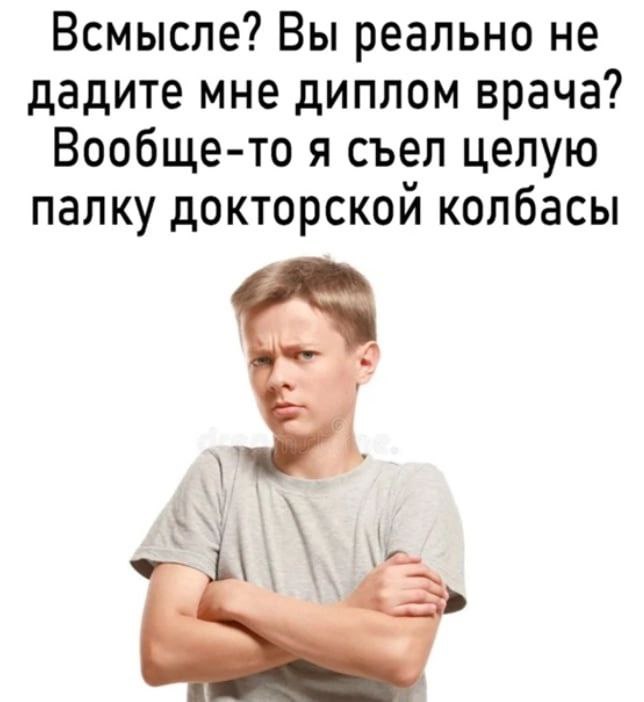 Всмысле? Вы реально не
дадите мне диплом врача?
Вообще-то я съел целую
палку докторской колбасы